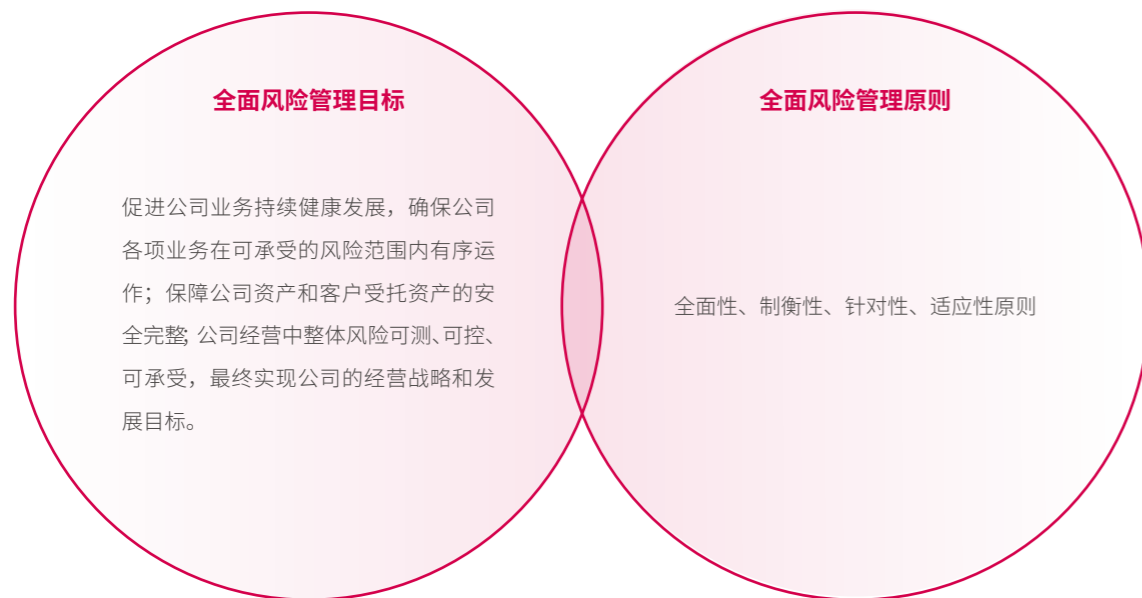 全面风险管理目标
促进公司业务持续健康发展，确保公司
各项业务在可承受的风险范围内有序运
作；保障公司资产和客户受托资产的安
全完整；公司经营中整体风险可测、可控、
可承受，最终实现公司的经营战略和发
展目标。
全面风险管理原则
全面性、制衡性、针对性、适应性原则